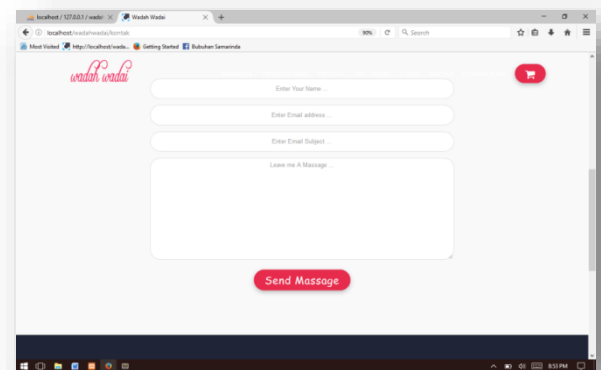 localhost / 127.0.0.1 / wada
Wadah Wadai
localhost/wadahwadai/kontak
90%
Search
Most Visited
http://localhost/wada...
Getting Started
Bubuhan Samarinda
wadah wadai
Enter Your Name ...
Enter Email address ...
Enter Email Subject ...
Leave me A Massage ...
Send Massage
8:53 PM